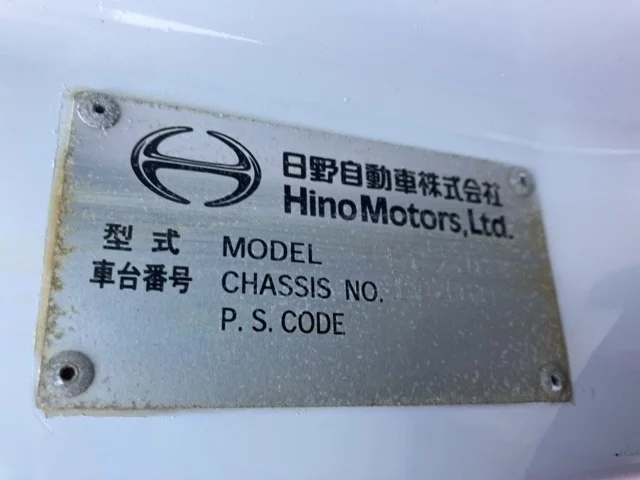 日野自動車株式会社
Hino Motors, Ltd.
型式 MODEL
車台番号 CHASSIS NO.
P. S. CODE